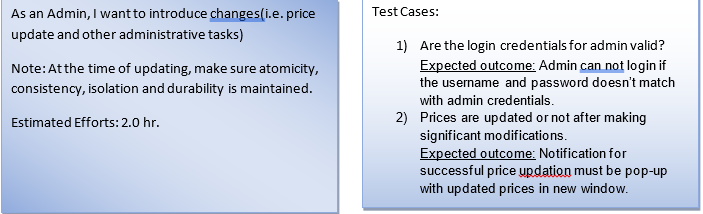 As an Admin, I want to introduce changes(i.e. price
update and other administrative tasks)
Note: At the time of updating, make sure atomicity,
consistency, isolation and durability is maintained.
Estimated Efforts: 2.0 hr.
Test Cases:
1) Are the login credentials for admin valid?
Expected outcome: Admin can not login if
the username and password doesn't match
with admin credentials.
2) Prices are updated or not after making
significant modifications.
Expected outcome: Notification for
successful price updation must be pop-up
with updated prices in new window.